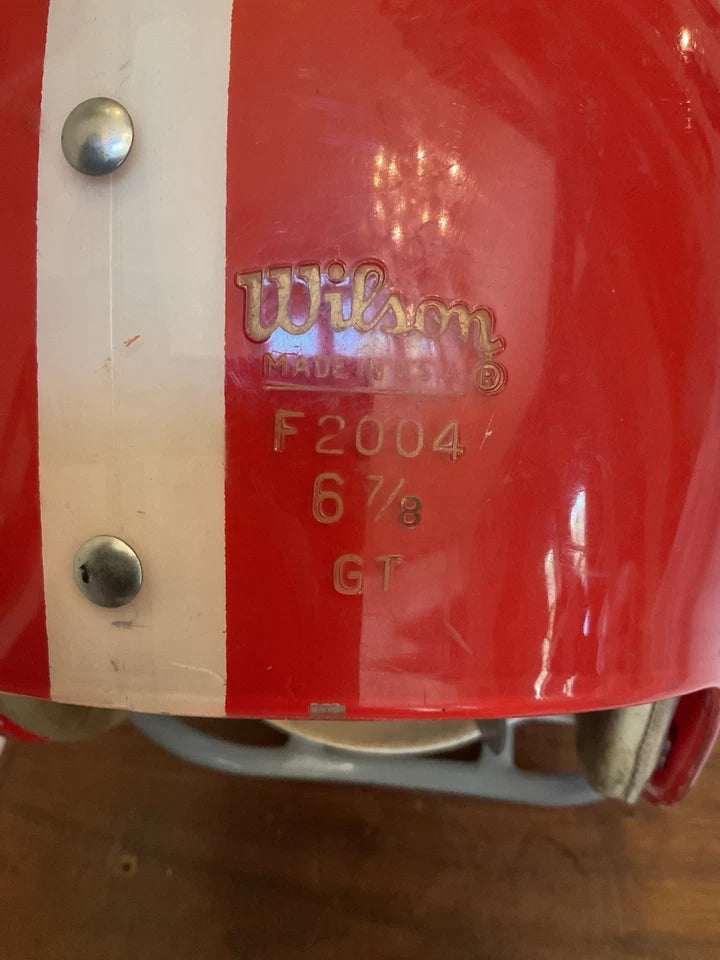 Wilson
MADE IN U.S.A ®
F2004
6 7/8
GT